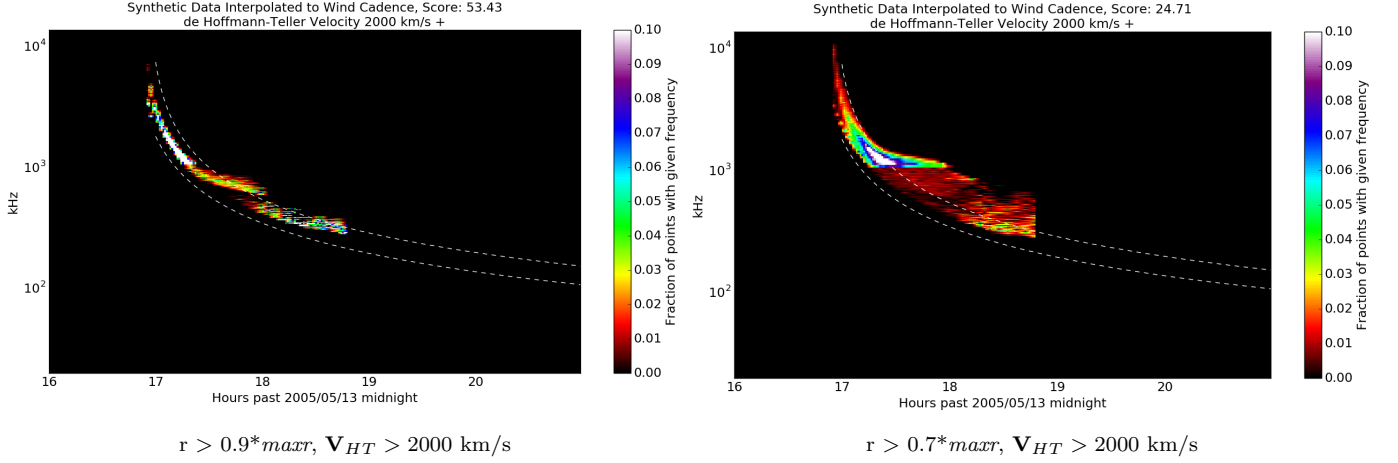 Synthetic Data Interpolated to Wind Cadence, Score: 53.43
de Hoffmann-Teller Velocity 2000 km/s +
10^4
10^3
10^2
kHz
16 17 18 19 20
Hours past 2005/05/13 midnight
0.10
0.09
0.08
0.07
0.06
0.05
0.04
0.03
0.02
0.01
0.00
Fraction of points with given frequency
r > 0.9*maxr, V_{HT} > 2000 km/s
Synthetic Data Interpolated to Wind Cadence, Score: 24.71
de Hoffmann-Teller Velocity 2000 km/s +
10^4
10^3
10^2
kHz
16 17 18 19 20
Hours past 2005/05/13 midnight
0.10
0.09
0.08
0.07
0.06
0.05
0.04
0.03
0.02
0.01
0.00
Fraction of points with given frequency
r > 0.7*maxr, V_{HT} > 2000 km/s